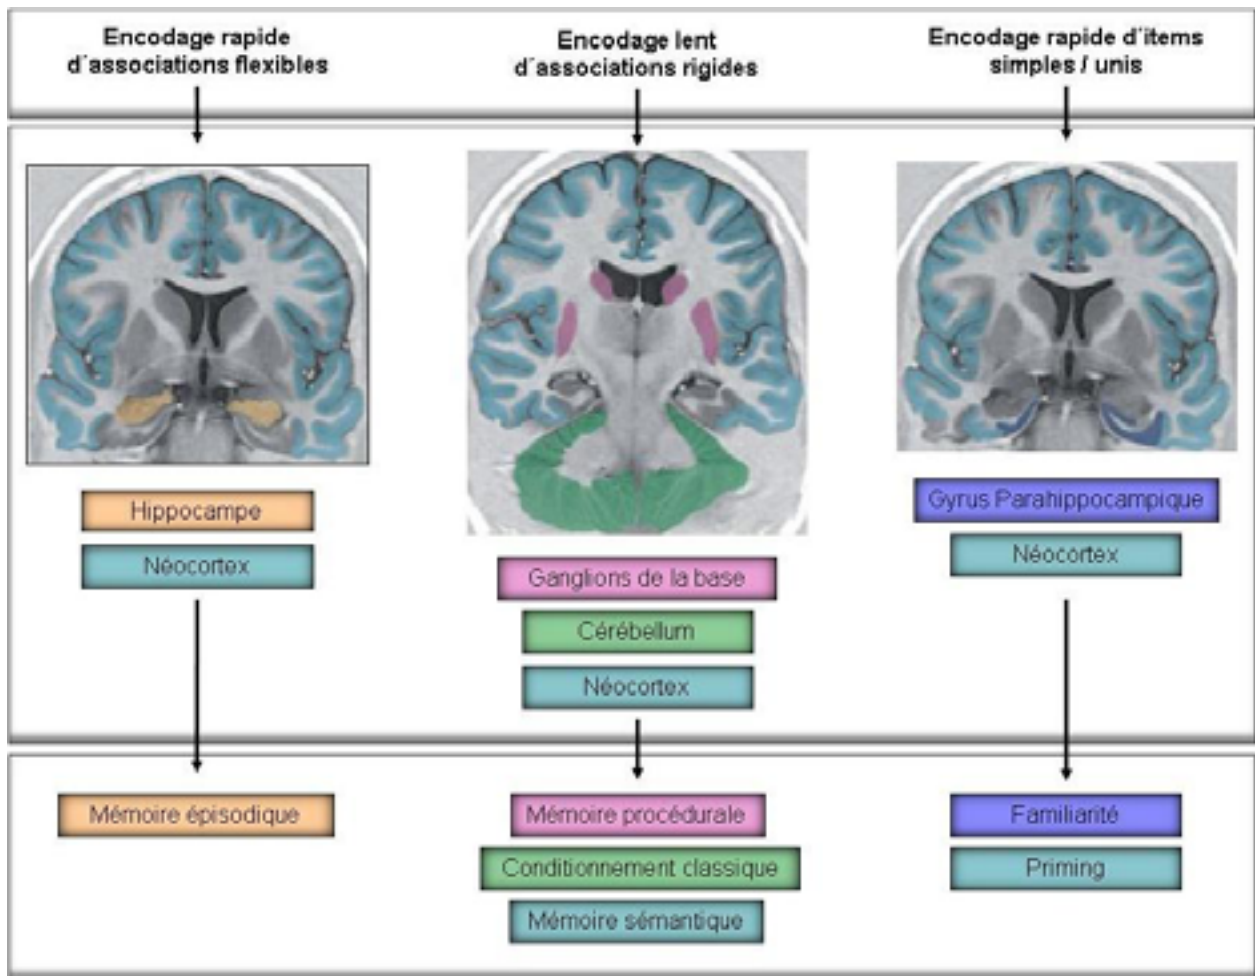 Encodage rapide
d´associations flexibles
Encodage lent
d´associations rigides
Encodage rapide d´items
simples / unis
Hippocampe
Néocortex
Ganglions de la base
Cérébellum
Néocortex
Gyrus Parahippocampique
Néocortex
Mémoire épisodique
Mémoire procédurale
Conditionnement classique
Mémoire sémantique
Familiarité
Priming